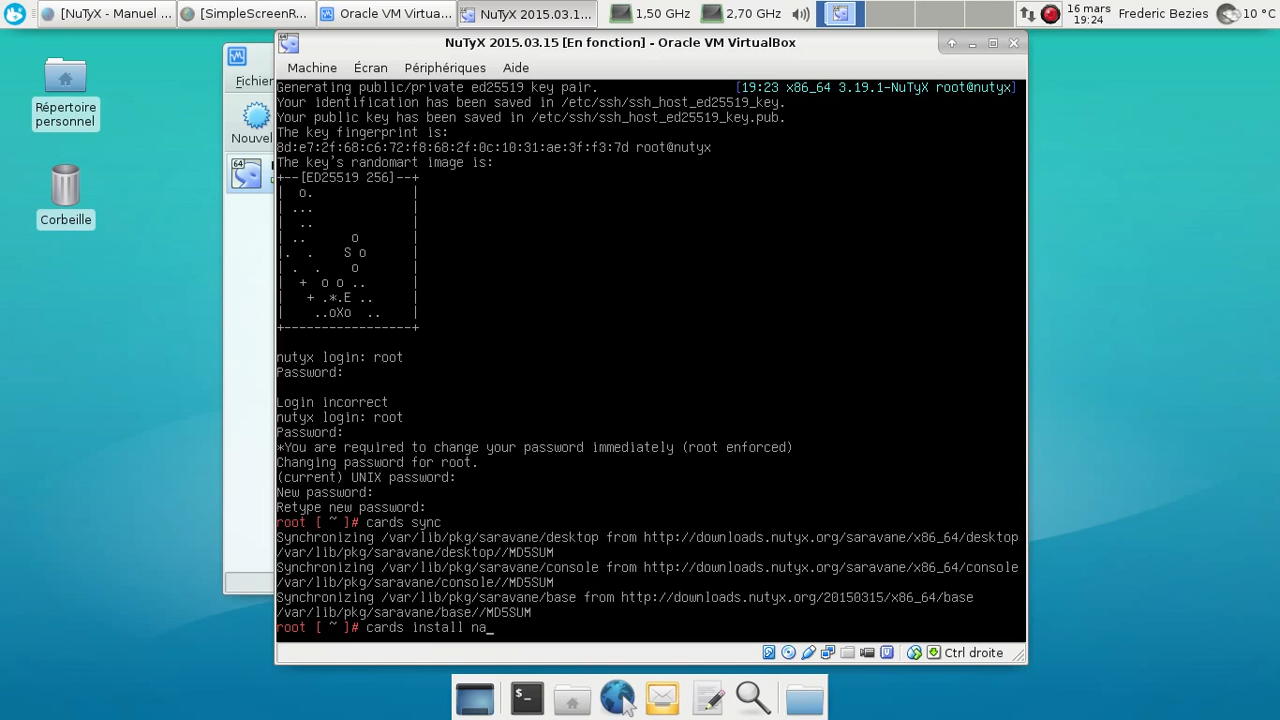 [NuTyX - Manuel ...
[SimpleScreenR...
Oracle VM Virtua...
NuTyX 2015.03.1...
1,50 GHz
2,70 GHz
16 mars
19:24
Frederic Bezies
10 °C
Répertoire
personnel
Corbeille
Fichier
Nouvel
64
NuTyX 2015.03.15 [En fonction] - Oracle VM VirtualBox
Machine Écran Périphériques Aide
Generating public/private ed25519 key pair. [19:23 x86_64 3.19.1-NuTyX root@nutyx]
Your identification has been saved in /etc/ssh/ssh_host_ed25519_key.
Your public key has been saved in /etc/ssh/ssh_host_ed25519_key.pub.
The key fingerprint is:
8d:e7:2f:68:c6:72:f8:68:2f:0c:10:31:ae:3f:f3:7d root@nutyx
The key's randomart image is:
+--[ED25519 256]--+
|  o.             |
| ...             |
|  ..             |
| ..      o       |
|. .    S o       |
| . .     o       |
|  +  o o ..      |
|   + .*.E ..     |
|    ..oXo  ..    |
+-----------------+
nutyx login: root
Password:
Login incorrect
nutyx login: root
Password:
*You are required to change your password immediately (root enforced)
Changing password for root.
(current) UNIX password:
New password:
Retype new password:
root [ ~ ]# cards sync
Synchronizing /var/lib/pkg/saravane/desktop from http://downloads.nutyx.org/saravane/x86_64/desktop
/var/lib/pkg/saravane/desktop//MD5SUM
Synchronizing /var/lib/pkg/saravane/console from http://downloads.nutyx.org/saravane/x86_64/console
/var/lib/pkg/saravane/console//MD5SUM
Synchronizing /var/lib/pkg/saravane/base from http://downloads.nutyx.org/20150315/x86_64/base
/var/lib/pkg/saravane/base//MD5SUM
root [ ~ ]# cards install na_
Ctrl droite